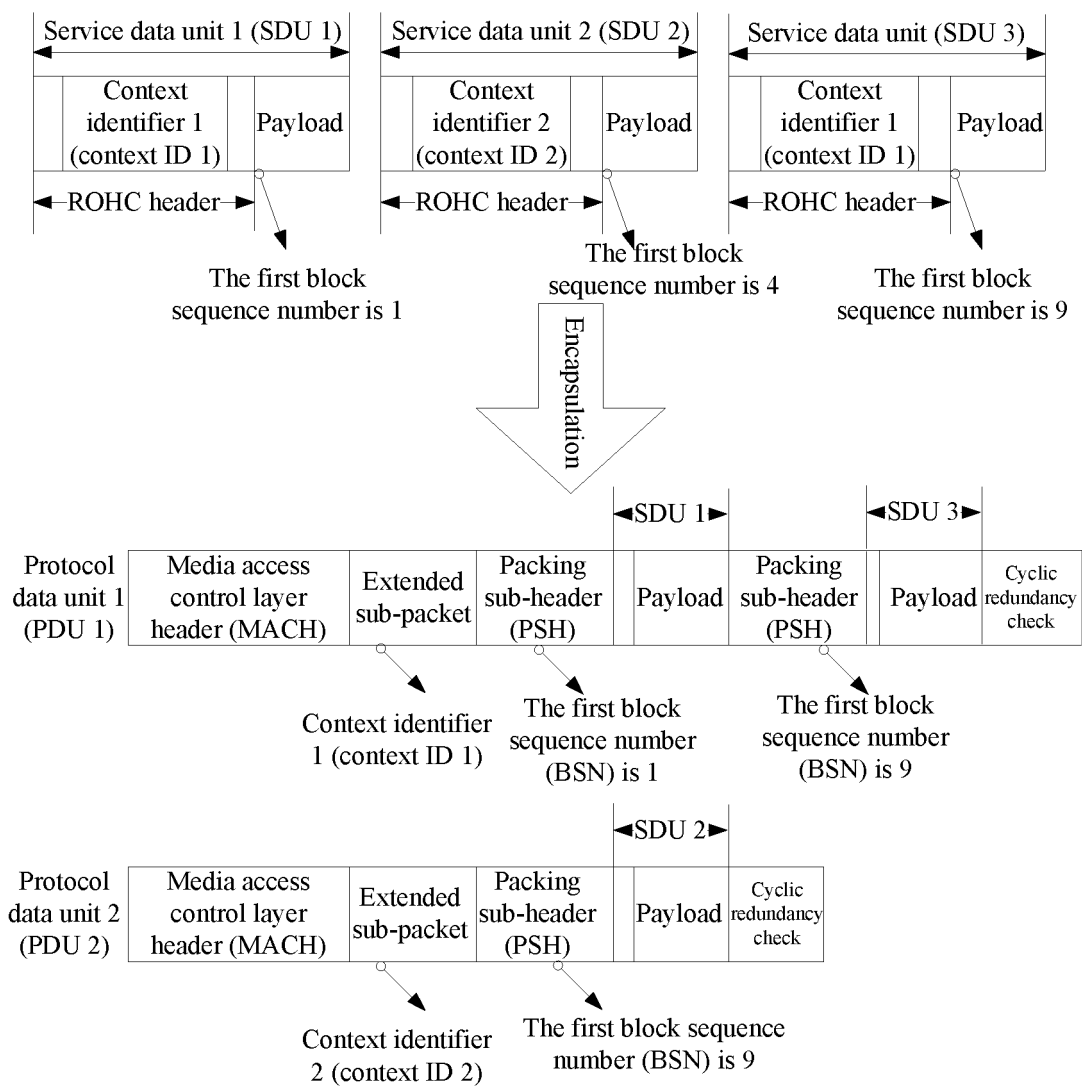 Service data unit 1 (SDU 1)
Service data unit 2 (SDU 2)
Service data unit (SDU 3)
Context
identifier 1
(context ID 1)
Payload
Context
identifier 2
(context ID 2)
Payload
Context
identifier 1
(context ID 1)
Payload
ROHC header
ROHC header
ROHC header
The first block
sequence number is 1
The first block
sequence number is 4
The first block
sequence number is 9
Encapsulation
SDU 1
SDU 3
Protocol
data unit 1
(PDU 1)
Media access
control layer
header (MACH)
Extended
sub-packet
Packing
sub-header
(PSH)
Payload
Packing
sub-header
(PSH)
Payload
Cyclic
redundancy
check
Context identifier
1 (context ID 1)
The first block
sequence number
(BSN) is 1
The first block
sequence number
(BSN) is 9
SDU 2
Protocol
data unit 2
(PDU 2)
Media access
control layer
header (MACH)
Extended
sub-packet
Packing
sub-header
(PSH)
Payload
Cyclic
redundancy
check
Context identifier
2 (context ID 2)
The first block sequence
number (BSN) is 9